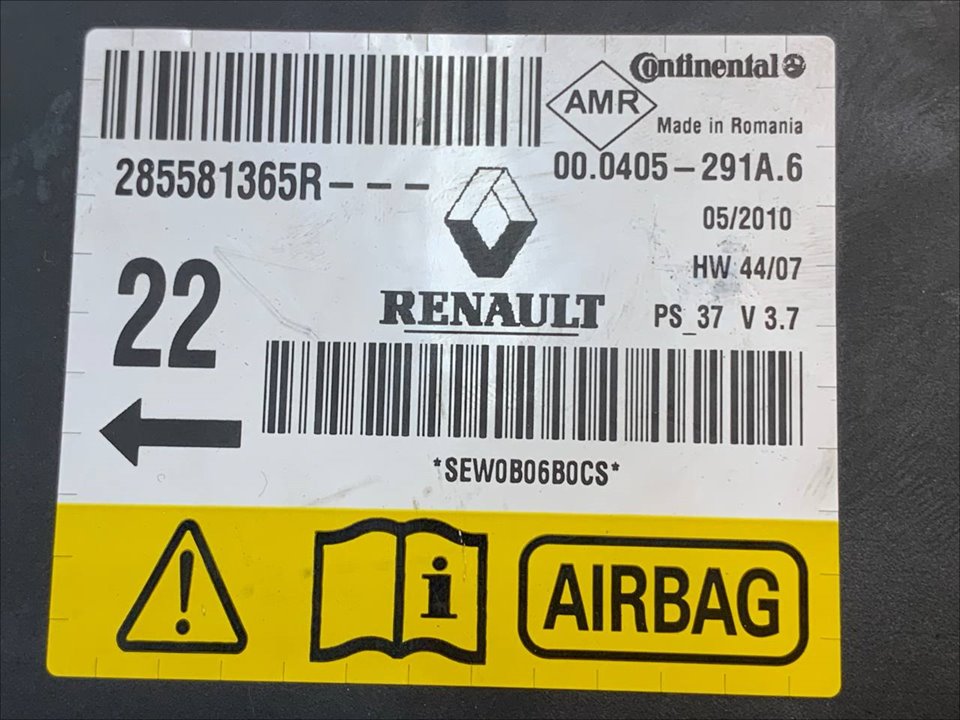 Continental
AMR
Made in Romania
285581365R---
00.0405-291A.6
05/2010
22
HW 44/07
RENAULT
PS_37 V 3.7
*SEW0B06B0CS*
! i AIRBAG